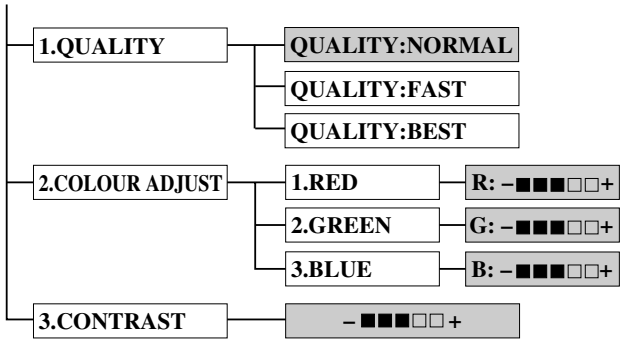 1.QUALITY
QUALITY:NORMAL
QUALITY:FAST
QUALITY:BEST
2.COLOUR ADJUST
1.RED
R: –■■■□□+
2.GREEN
G: –■■■□□+
3.BLUE
B: –■■■□□+
3.CONTRAST
– ■■■□□ +